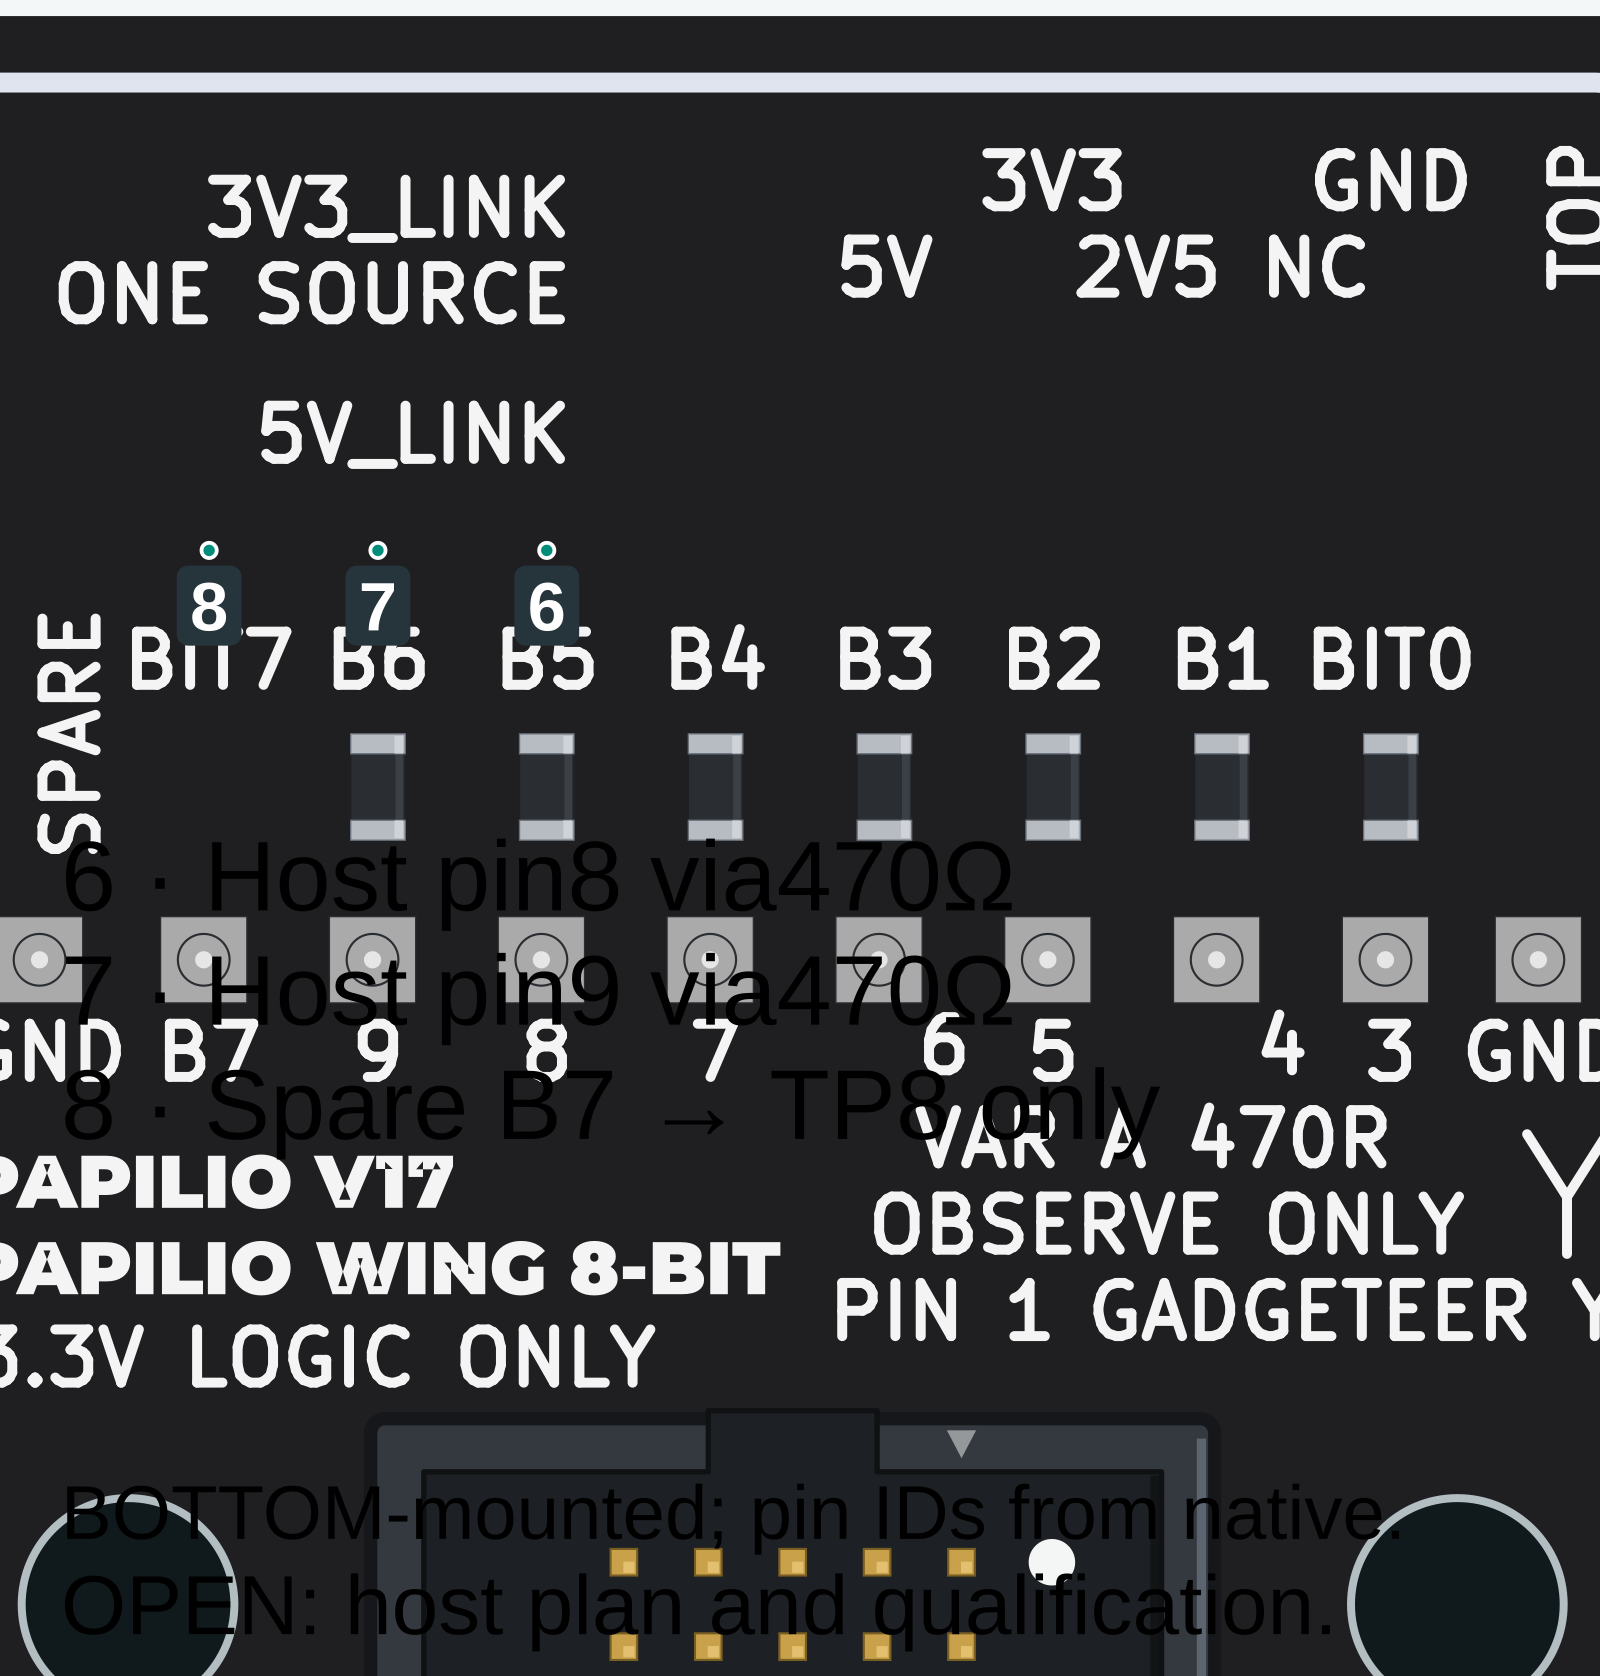 3V3 GND
TOP
3V3_LINK
5V 2V5 NC
ONE SOURCE
5V_LINK
8 7 6
SPARE
BIT7 B6 B5 B4 B3 B2 B1 BIT0
6 · Host pin8 via470Ω
7 · Host pin9 via470Ω
GND B7 9 8 7 6 5 4 3 GND
8 · Spare B7 → TP8 only
VAR A 470R
Y
PAPILIO V17
OBSERVE ONLY
PAPILIO WING 8-BIT
PIN 1 GADGETEER Y
3.3V LOGIC ONLY
BOTTOM-mounted; pin IDs from native.
OPEN: host plan and qualification.